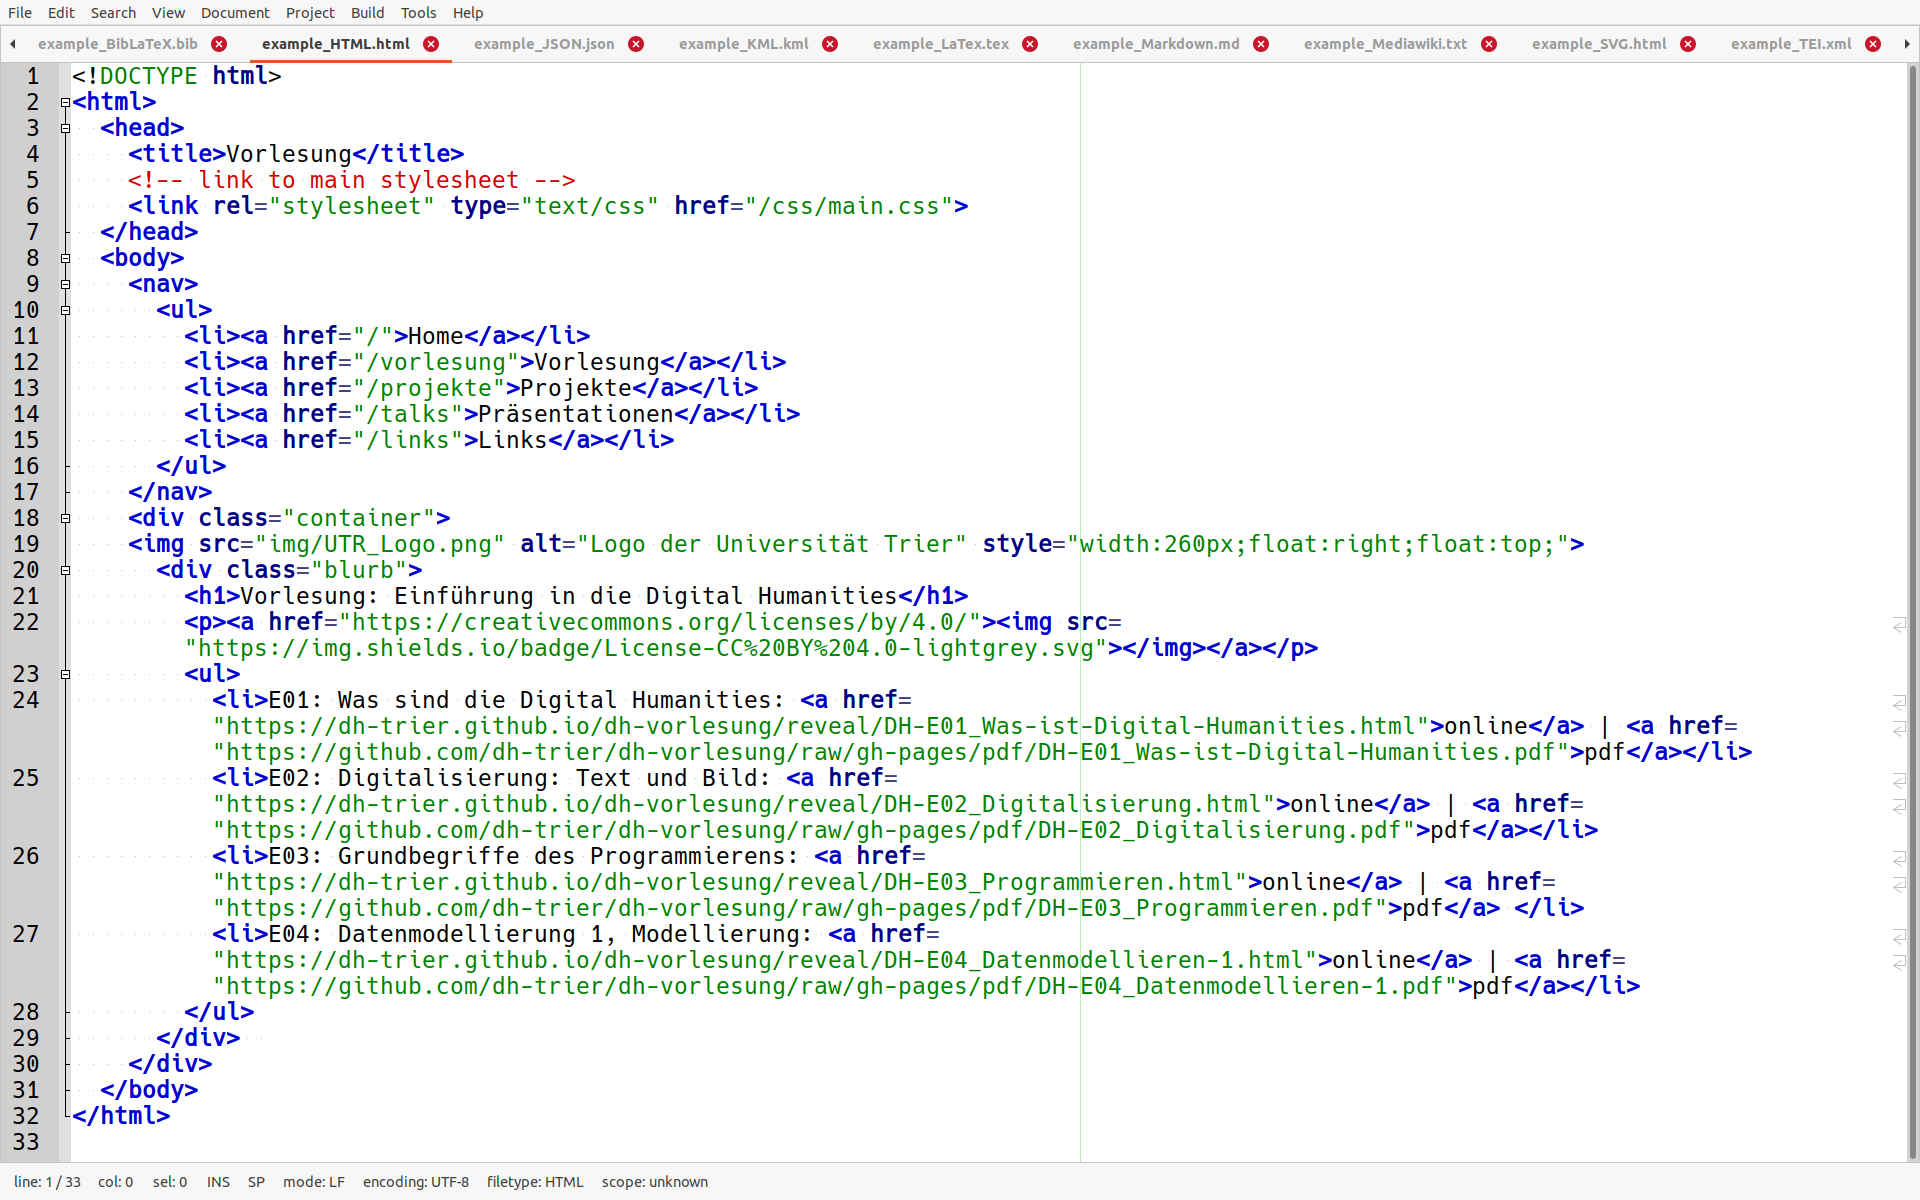 File Edit Search View Document Project Build Tools Help
example_BibLaTeX.bib example_HTML.html example_JSON.json example_KML.kml example_LaTex.tex example_Markdown.md example_Mediawiki.txt example_SVG.html example_TEI.xml
1 <!DOCTYPE html>
2 <html>
3 <head>
4 <title>Vorlesung</title>
5 <!-- link to main stylesheet -->
6 <link rel="stylesheet" type="text/css" href="/css/main.css">
7 </head>
8 <body>
9 <nav>
10 <ul>
11 <li><a href="/">Home</a></li>
12 <li><a href="/vorlesung">Vorlesung</a></li>
13 <li><a href="/projekte">Projekte</a></li>
14 <li><a href="/talks">Präsentationen</a></li>
15 <li><a href="/links">Links</a></li>
16 </ul>
17 </nav>
18 <div class="container">
19 <img src="img/UTR_Logo.png" alt="Logo der Universität Trier" style="width:260px;float:right;float:top;">
20 <div class="blurb">
21 <h1>Vorlesung: Einführung in die Digital Humanities</h1>
22 <p><a href="https://creativecommons.org/licenses/by/4.0/"><img src=
"https://img.shields.io/badge/License-CC%20BY%204.0-lightgrey.svg"></img></a></p>
23 <ul>
24 <li>E01: Was sind die Digital Humanities: <a href=
"https://dh-trier.github.io/dh-vorlesung/reveal/DH-E01_Was-ist-Digital-Humanities.html">online</a> | <a href=
"https://github.com/dh-trier/dh-vorlesung/raw/gh-pages/pdf/DH-E01_Was-ist-Digital-Humanities.pdf">pdf</a></li>
25 <li>E02: Digitalisierung: Text und Bild: <a href=
"https://dh-trier.github.io/dh-vorlesung/reveal/DH-E02_Digitalisierung.html">online</a> | <a href=
"https://github.com/dh-trier/dh-vorlesung/raw/gh-pages/pdf/DH-E02_Digitalisierung.pdf">pdf</a></li>
26 <li>E03: Grundbegriffe des Programmierens: <a href=
"https://dh-trier.github.io/dh-vorlesung/reveal/DH-E03_Programmieren.html">online</a> | <a href=
"https://github.com/dh-trier/dh-vorlesung/raw/gh-pages/pdf/DH-E03_Programmieren.pdf">pdf</a> </li>
27 <li>E04: Datenmodellierung 1, Modellierung: <a href=
"https://dh-trier.github.io/dh-vorlesung/reveal/DH-E04_Datenmodellieren-1.html">online</a> | <a href=
"https://github.com/dh-trier/dh-vorlesung/raw/gh-pages/pdf/DH-E04_Datenmodellieren-1.pdf">pdf</a></li>
28 </ul>
29 </div>
30 </div>
31 </body>
32 </html>
33
line: 1 / 33 col: 0 sel: 0 INS SP mode: LF encoding: UTF-8 filetype: HTML scope: unknown